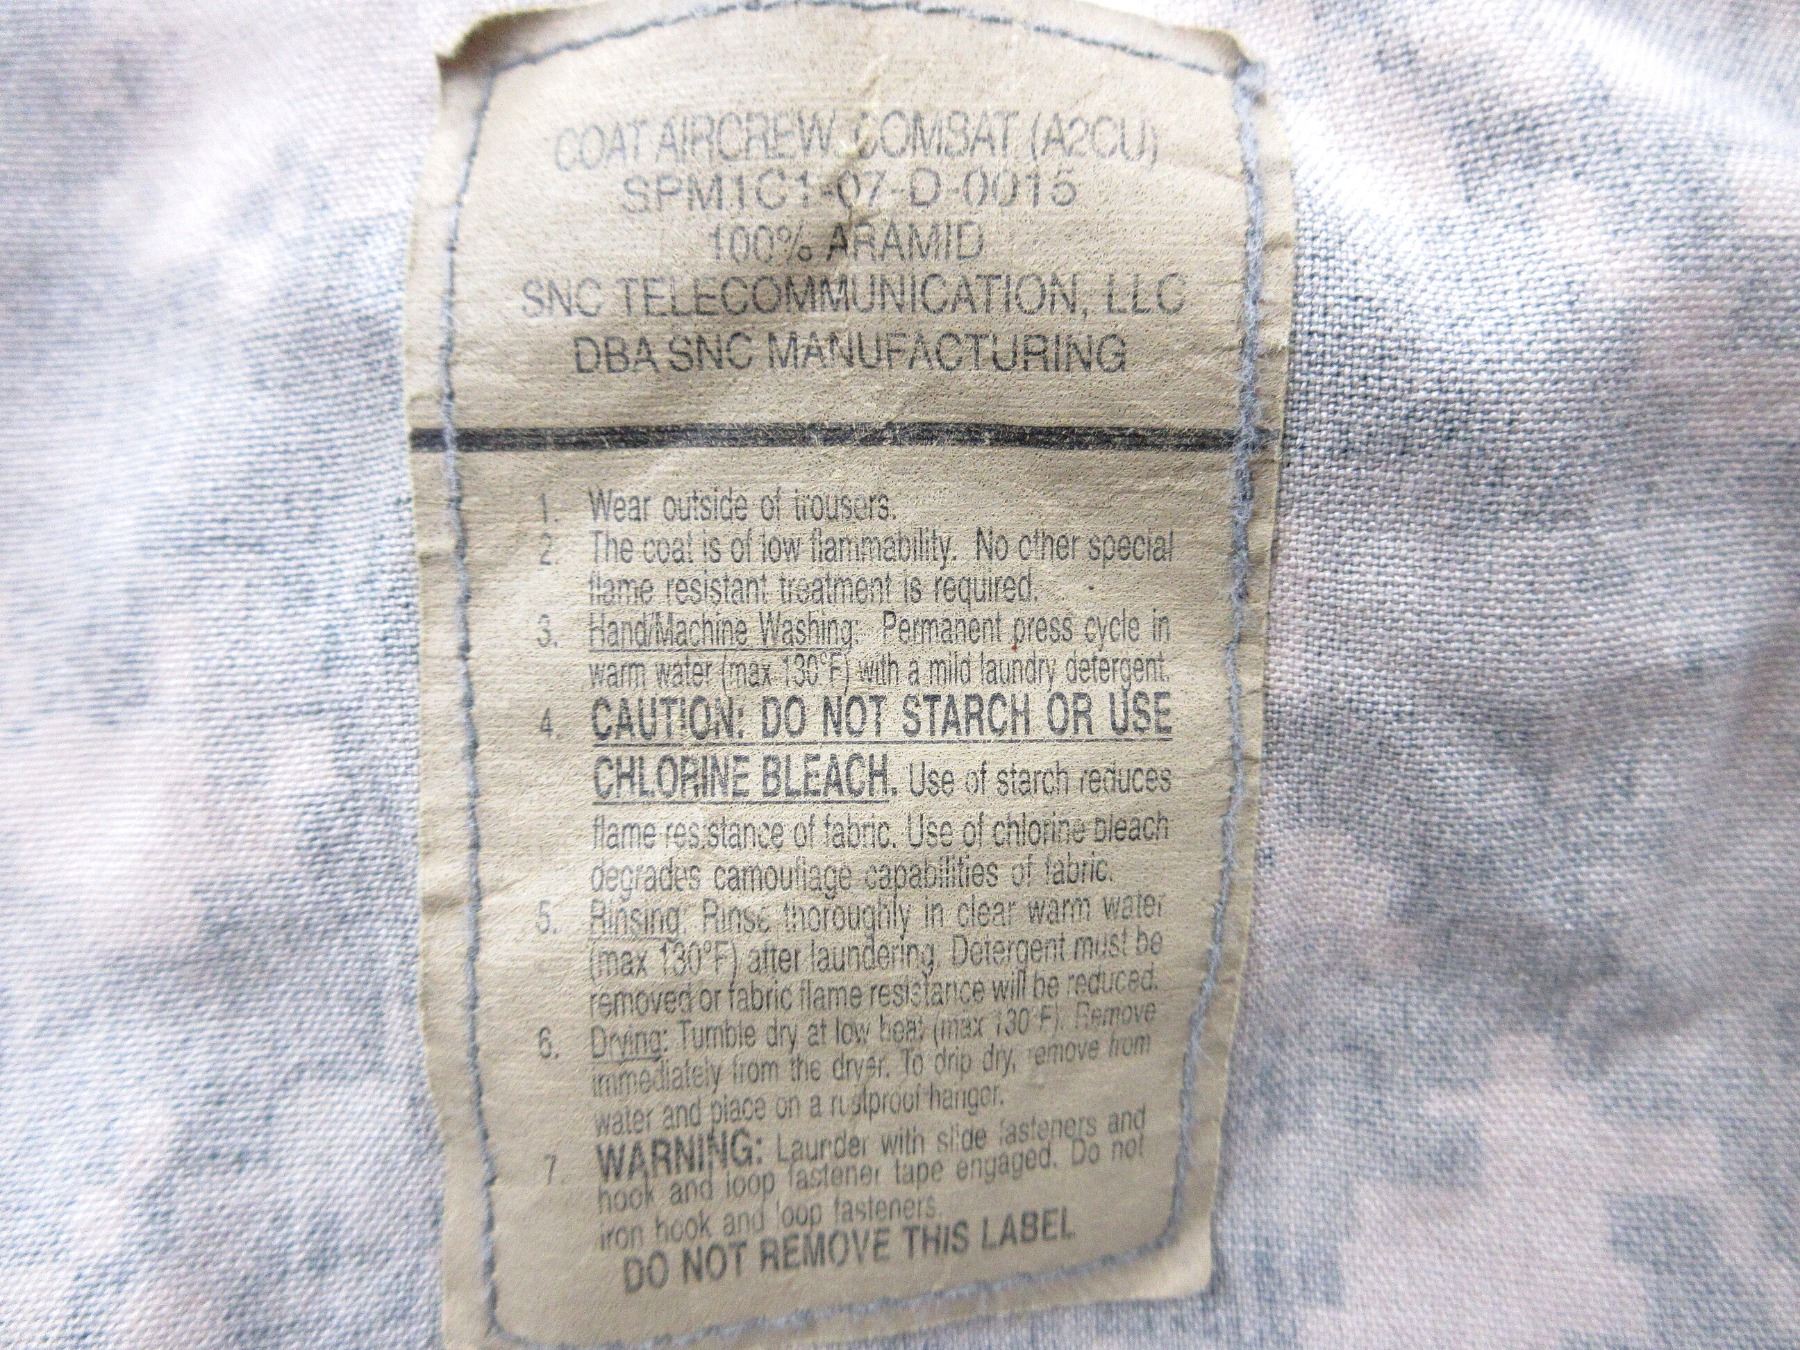 COAT AIRCREW, COMBAT (A2CU)
SPM1C1-07-D-0015
100% ARAMID
SNC TELECOMMUNICATION, LLC
DBA SNC MANUFACTURING
1. Wear outside of trousers.
2. The coat is of low flammability. No other special
flame resistant treatment is required.
3. Hand/Machine Washing: Permanent press cycle in
warm water (max 130°F) with a mild laundry detergent.
4. CAUTION: DO NOT STARCH OR USE
CHLORINE BLEACH. Use of starch reduces
flame resistance of fabric. Use of chlorine bleach
degrades camouflage capabilities of fabric.
5. Rinsing: Rinse thoroughly in clear warm water
(max 130°F) after laundering. Detergent must be
removed or fabric flame resistance will be reduced.
6. Drying: Tumble dry at low heat (max 130°F). Remove
immediately from the dryer. To drip dry, remove from
water and place on a rustproof hanger.
7. WARNING: Launder with slide fasteners and
hook and loop fastener tape engaged. Do not
iron hook and loop fasteners.
DO NOT REMOVE THIS LABEL